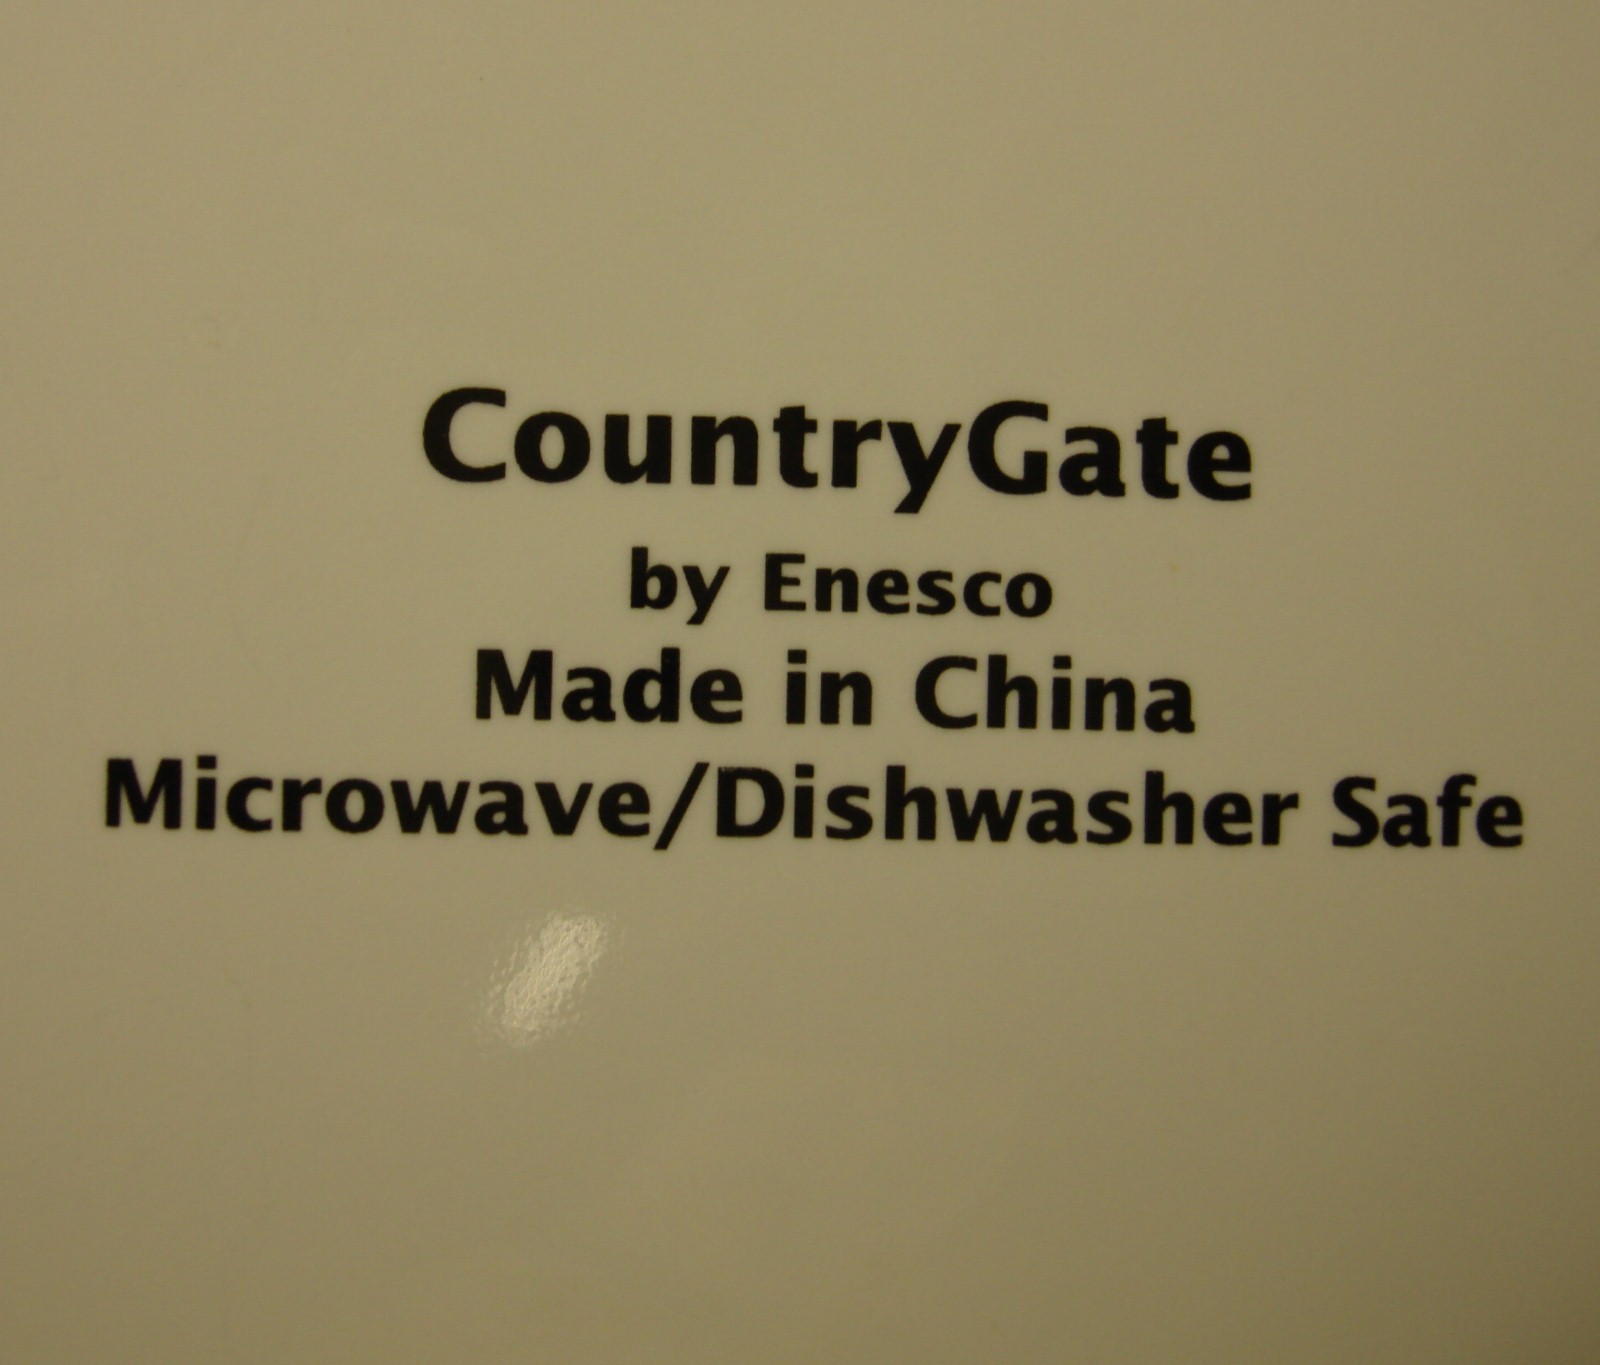 CountryGate
by Enesco
Made in China
Microwave/Dishwasher Safe